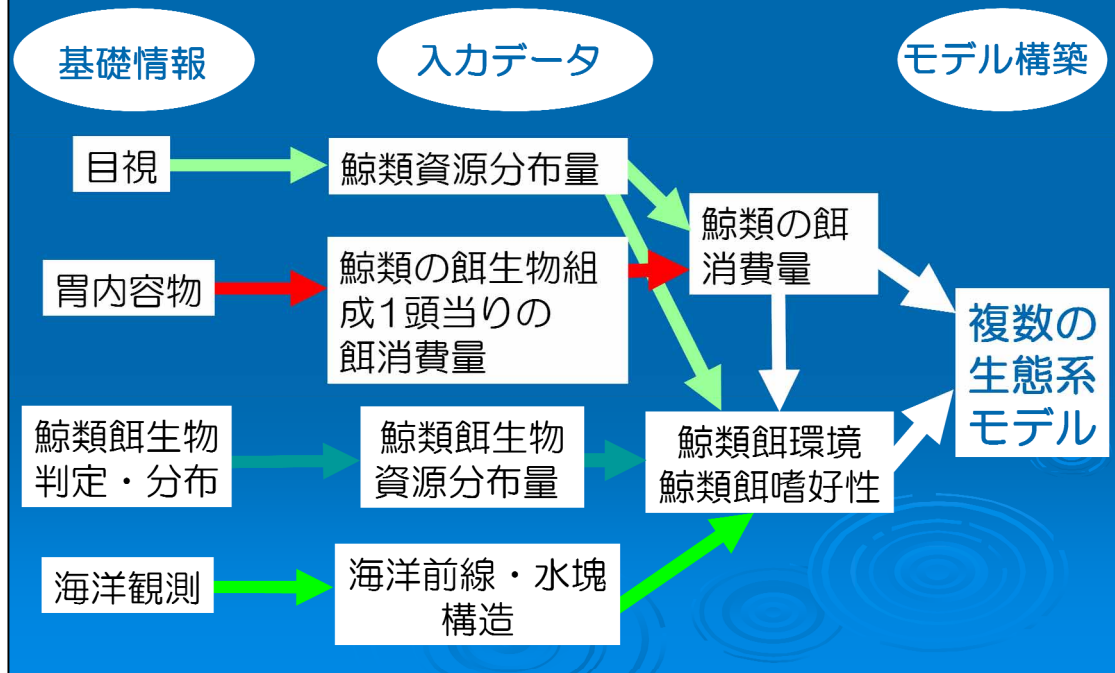 基礎情報
入力データ
モデル構築
目視
鯨類資源分布量
鯨類の餌
消費量
胃内容物
鯨類の餌生物組
成1頭当りの
餌消費量
複数の
生態系
モデル
鯨類餌生物
判定・分布
鯨類餌生物
資源分布量
鯨類餌環境
鯨類餌嗜好性
海洋観測
海洋前線・水塊
構造